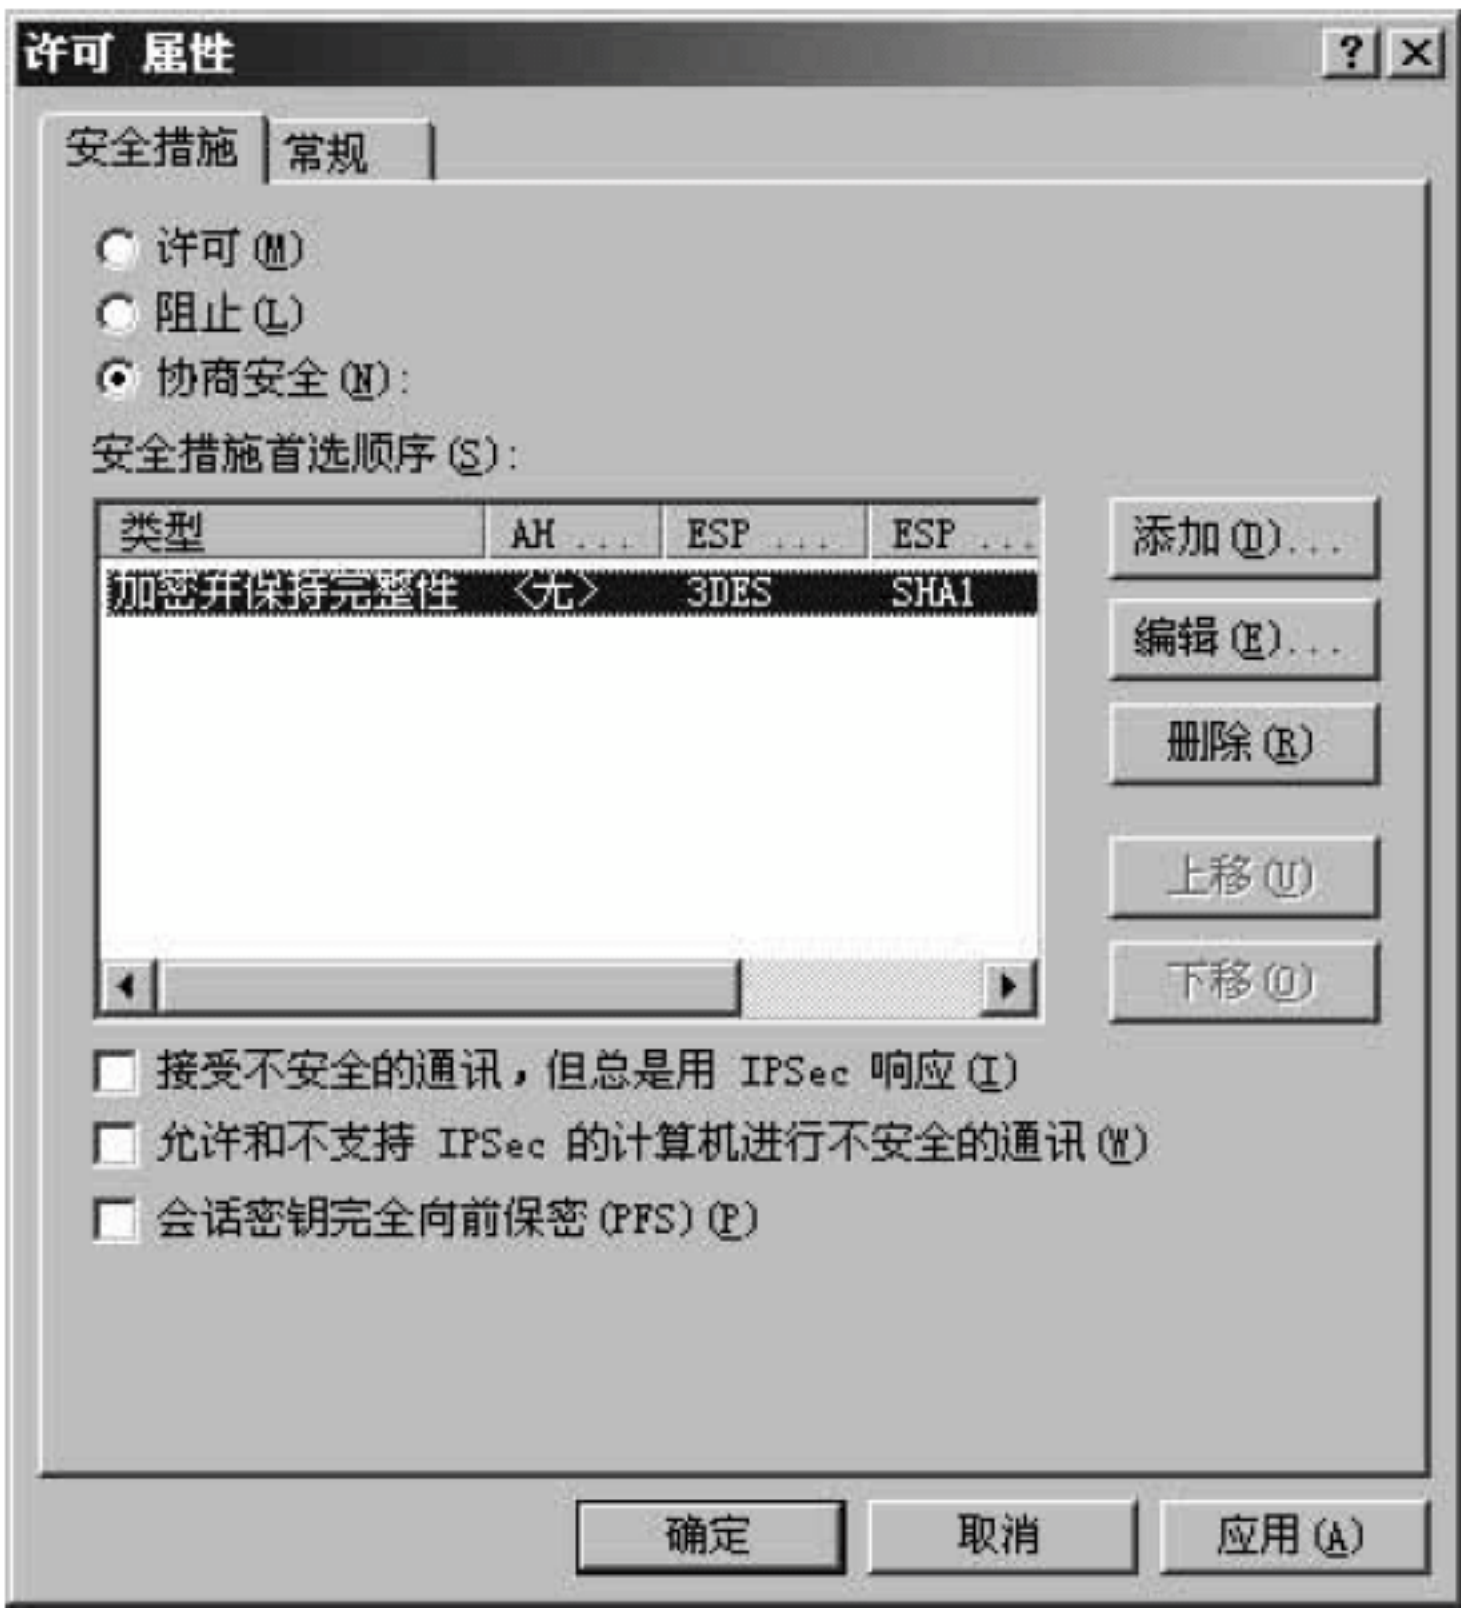 许可 属性
安全措施 常规
许可(M)
阻止(L)
协商安全(N):
安全措施首选顺序(S):
类型 AH ... ESP ... ESP ...
加密并保持完整性 <无> 3DES SHA1
添加(D)...
编辑(E)...
删除(R)
上移(U)
下移(O)
接受不安全的通讯，但总是用 IPSec 响应(I)
允许和不支持 IPSec 的计算机进行不安全的通讯(W)
会话密钥完全向前保密(PFS)(P)
确定 取消 应用(A)